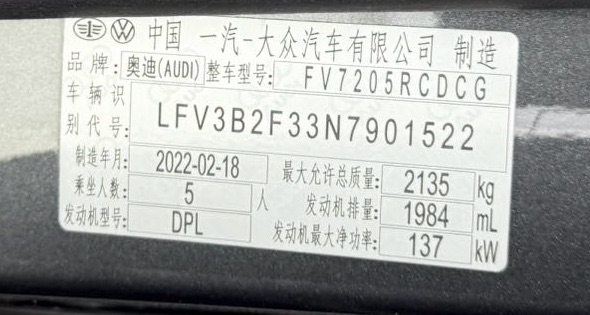 中国 一汽-大众汽车有限公司 制造
品牌: 奥迪(AUDI) 整车型号: FV7205RCDCG
车辆识别代号: LFV3B2F33N7901522
制造年月: 2022-02-18 最大允许总质量: 2135 kg
乘坐人数: 5 人 发动机排量: 1984 mL
发动机型号: DPL 发动机最大净功率: 137 kW